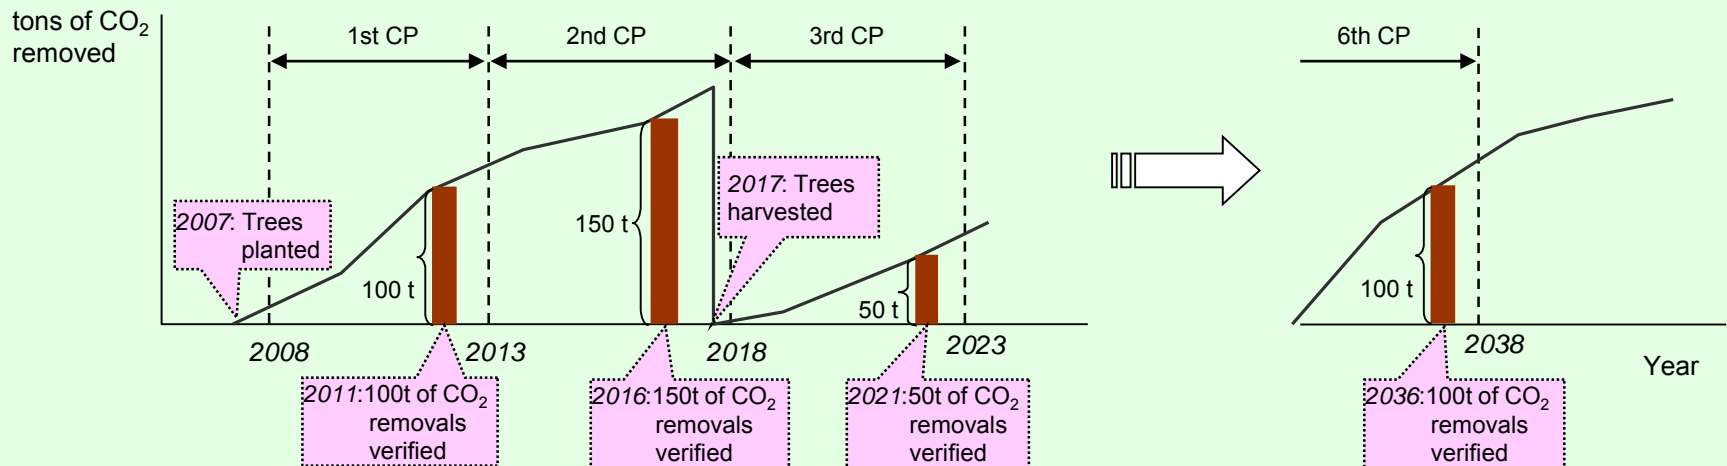 tons of CO2
removed
1st CP
2nd CP
3rd CP
6th CP
2007: Trees
planted
100 t
150 t
2017: Trees
harvested
50 t
100 t
2008
2013
2018
2023
2038
Year
2011:100t of CO2
removals
verified
2016:150t of CO2
removals
verified
2021:50t of CO2
removals
verified
2036:100t of CO2
removals
verified